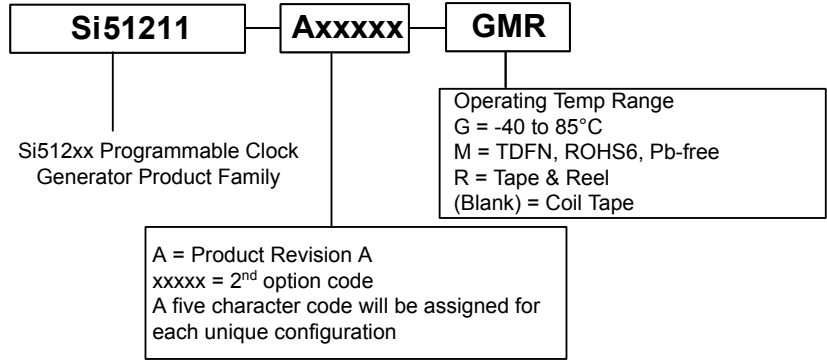 Si51211
Axxxxx
GMR
Operating Temp Range
G = -40 to 85°C
M = TDFN, ROHS6, Pb-free
R = Tape & Reel
(Blank) = Coil Tape
Si512xx Programmable Clock
Generator Product Family
A = Product Revision A
xxxxx = 2nd option code
A five character code will be assigned for
each unique configuration